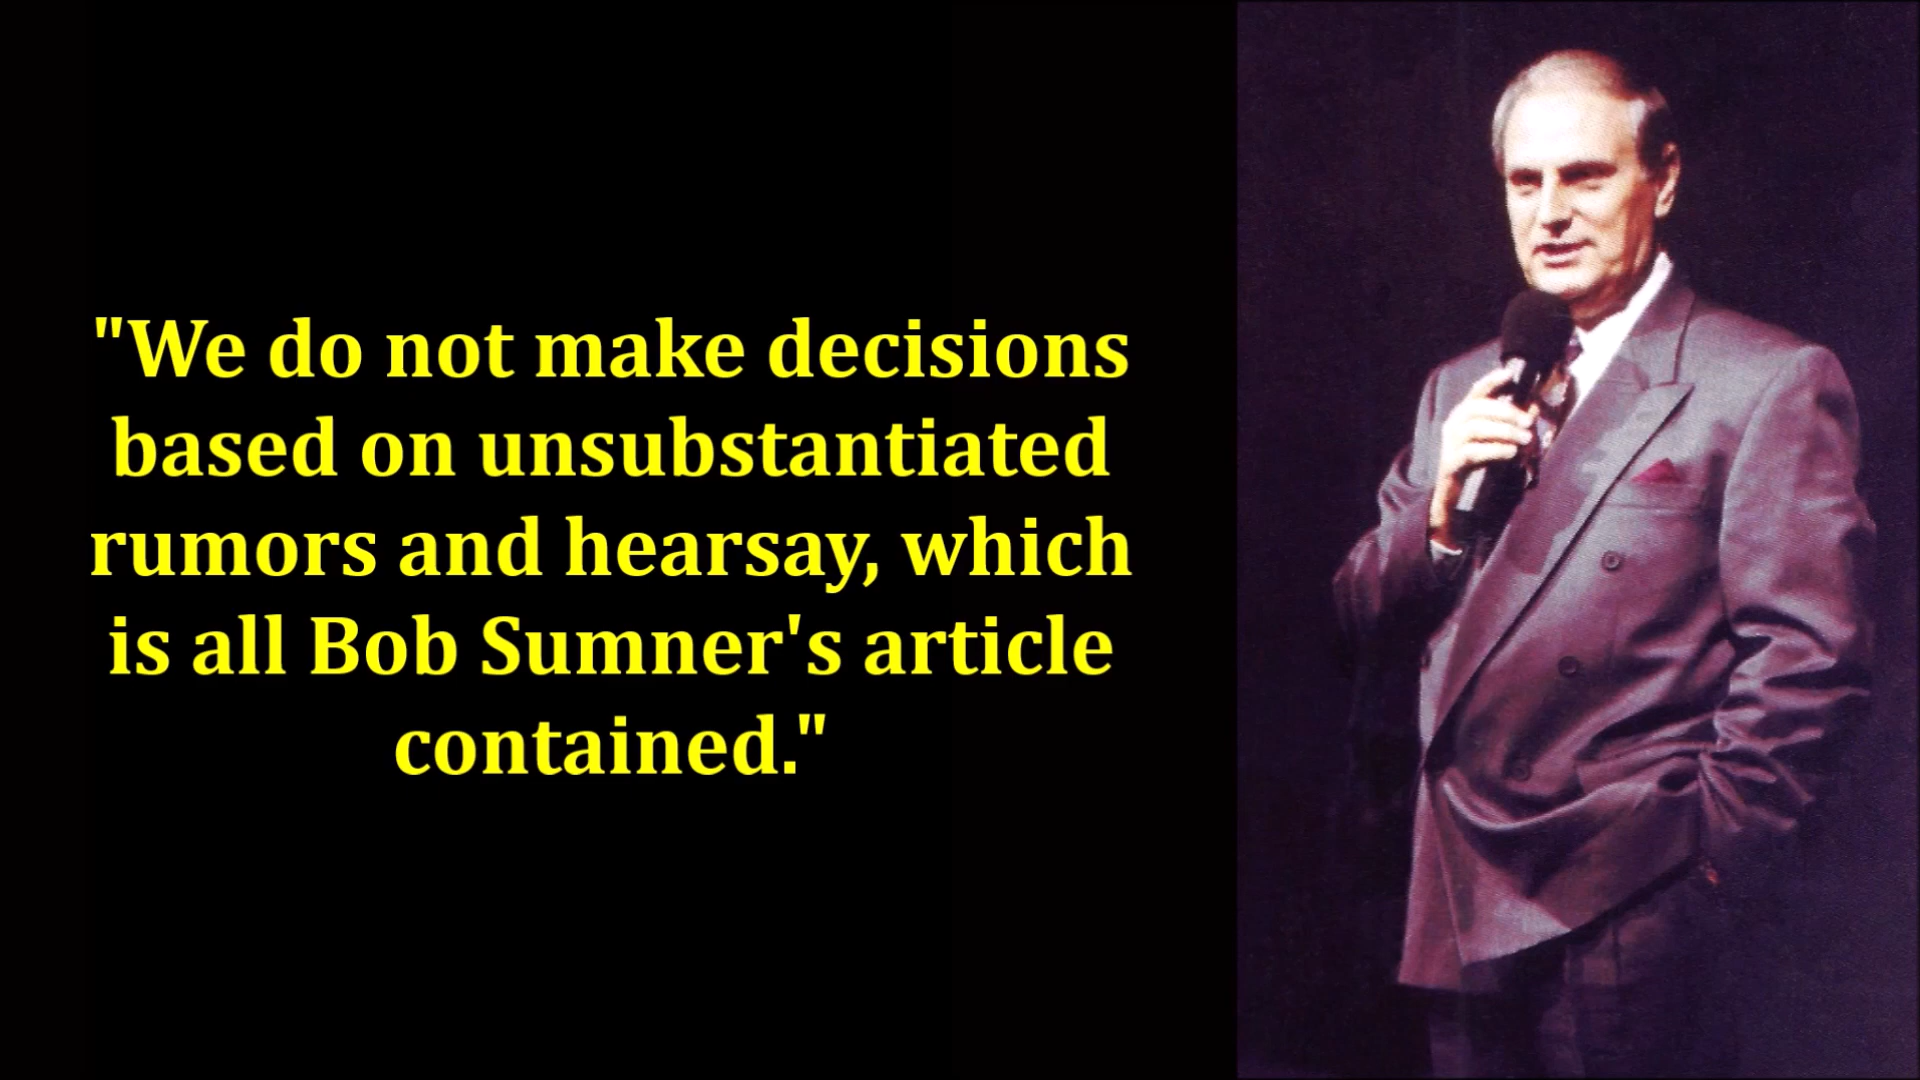 "We do not make decisions
based on unsubstantiated
rumors and hearsay, which
is all Bob Sumner's article
contained."